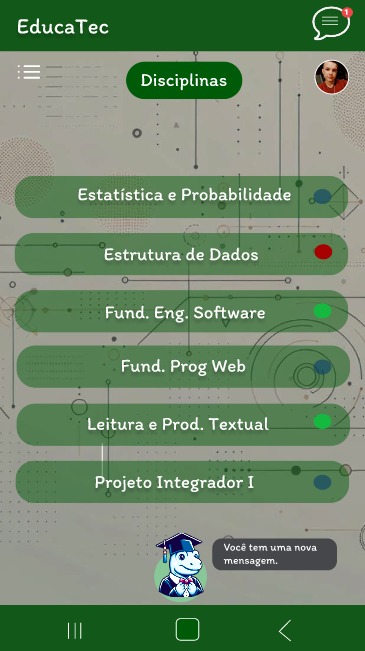 EducaTec
1
Disciplinas
Estatística e Probabilidade
Estrutura de Dados
Fund. Eng. Software
Fund. Prog Web
Leitura e Prod. Textual
Projeto Integrador I
Você tem uma nova
mensagem.